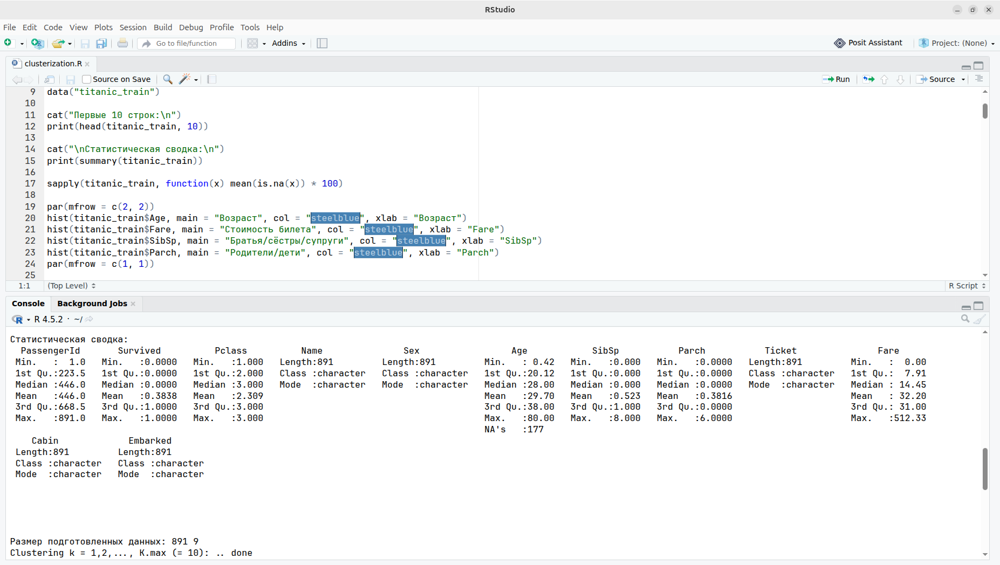 RStudio
File Edit Code View Plots Session Build Debug Profile Tools Help
Go to file/function Addins Posit Assistant Project: (None)
clusterization.R
Source on Save Run Source
9 data("titanic_train")
10
11 cat("Первые 10 строк:\n")
12 print(head(titanic_train, 10))
13
14 cat("\nСтатистическая сводка:\n")
15 print(summary(titanic_train))
16
17 sapply(titanic_train, function(x) mean(is.na(x)) * 100)
18
19 par(mfrow = c(2, 2))
20 hist(titanic_train$Age, main = "Возраст", col = "steelblue", xlab = "Возраст")
21 hist(titanic_train$Fare, main = "Стоимость билета", col = "steelblue", xlab = "Fare")
22 hist(titanic_train$SibSp, main = "Братья/сёстры/супруги", col = "steelblue", xlab = "SibSp")
23 hist(titanic_train$Parch, main = "Родители/дети", col = "steelblue", xlab = "Parch")
24 par(mfrow = c(1, 1))
25
1:1 (Top Level) R Script
Console Background Jobs
R 4.5.2 · ~/
Статистическая сводка:
PassengerId Survived Pclass Name Sex Age SibSp Parch Ticket Fare
Min. : 1.0 Min. :0.0000 Min. :1.000 Length:891 Length:891 Min. : 0.42 Min. :0.000 Min. :0.0000 Length:891 Min. : 0.00
1st Qu.:223.5 1st Qu.:0.0000 1st Qu.:2.000 Class :character Class :character 1st Qu.:20.12 1st Qu.:0.000 1st Qu.:0.0000 Class :character 1st Qu.: 7.91
Median :446.0 Median :0.0000 Median :3.000 Mode :character Mode :character Median :28.00 Median :0.000 Median :0.0000 Mode :character Median : 14.45
Mean :446.0 Mean :0.3838 Mean :2.309 Mean :29.70 Mean :0.523 Mean :0.3816 Mean : 32.20
3rd Qu.:668.5 3rd Qu.:1.0000 3rd Qu.:3.000 3rd Qu.:38.00 3rd Qu.:1.000 3rd Qu.:0.0000 3rd Qu.: 31.00
Max. :891.0 Max. :1.0000 Max. :3.000 Max. :80.00 Max. :8.000 Max. :6.0000 Max. :512.33
NA's :177
Cabin Embarked
Length:891 Length:891
Class :character Class :character
Mode :character Mode :character
Размер подготовленных данных: 891 9
Clustering k = 1,2,..., K.max (= 10): .. done